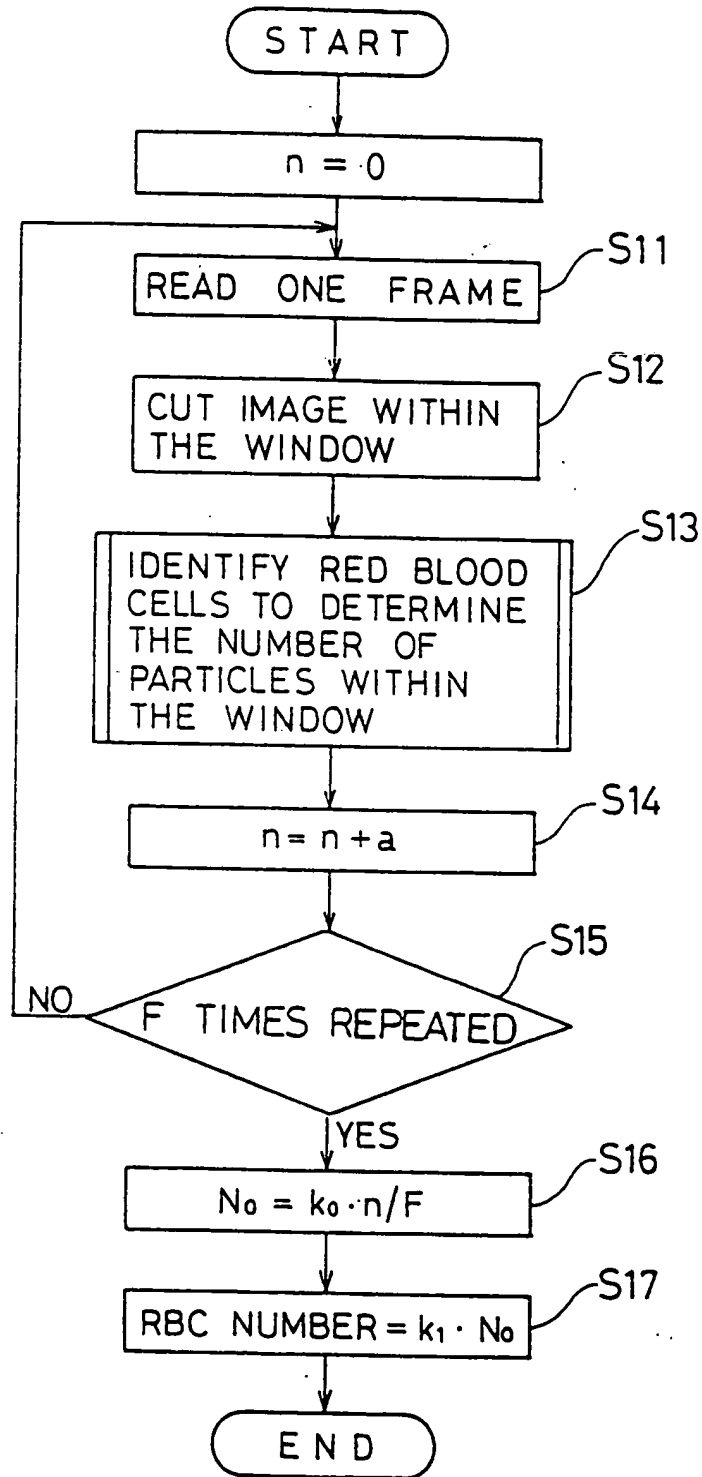 START
n = 0
S11
READ ONE FRAME
S12
CUT IMAGE WITHIN
THE WINDOW
S13
IDENTIFY RED BLOOD
CELLS TO DETERMINE
THE NUMBER OF
PARTICLES WITHIN
THE WINDOW
S14
n = n + a
S15
NO
F TIMES REPEATED
YES
S16
N₀ = k₀·n/F
S17
RBC NUMBER = k₁· N₀
END